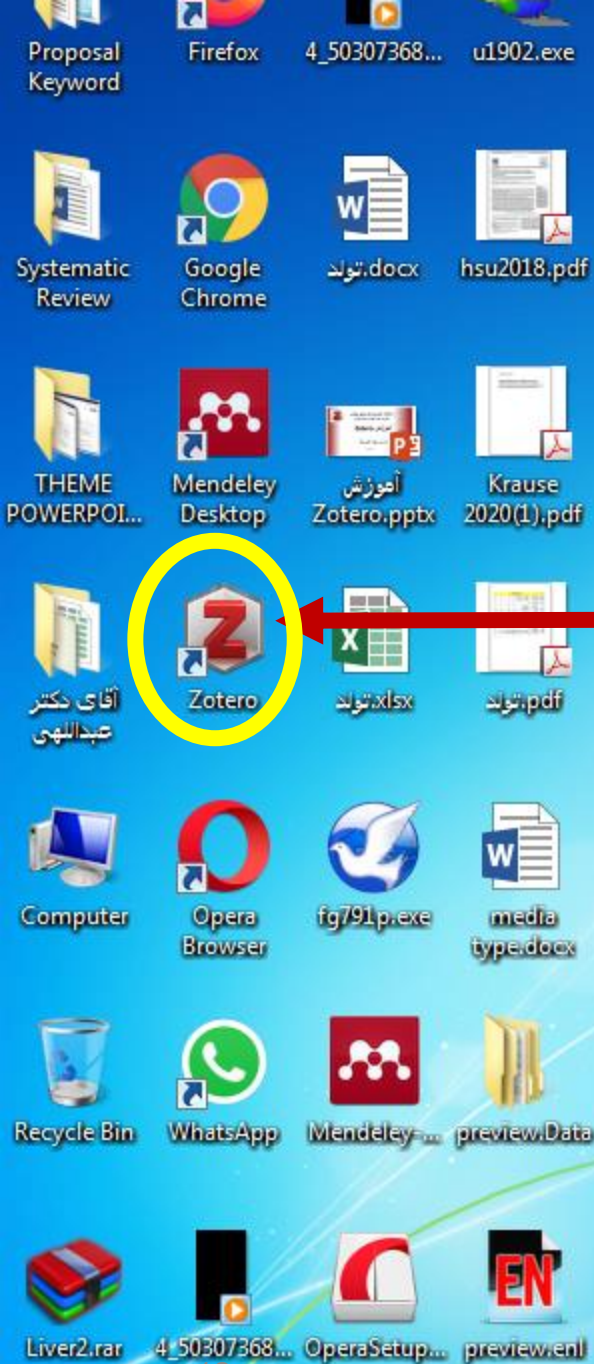 Proposal
Keyword
Firefox
4_50307368...
u1902.exe
Systematic
Review
Google
Chrome
تولد.docx
hsu2018.pdf
THEME
POWERPOI...
Mendeley
Desktop
آموزش
Zotero.pptx
Krause
2020(1).pdf
آقای دکتر
عبداللهی
Zotero
تولد.xlsx
تولد.pdf
Computer
Opera
Browser
fg791p.exe
media
type.docx
Recycle Bin
WhatsApp
Mendeley-...
preview.Data
Liver2.rar
4_50307368...
OperaSetup...
EN
preview.enl